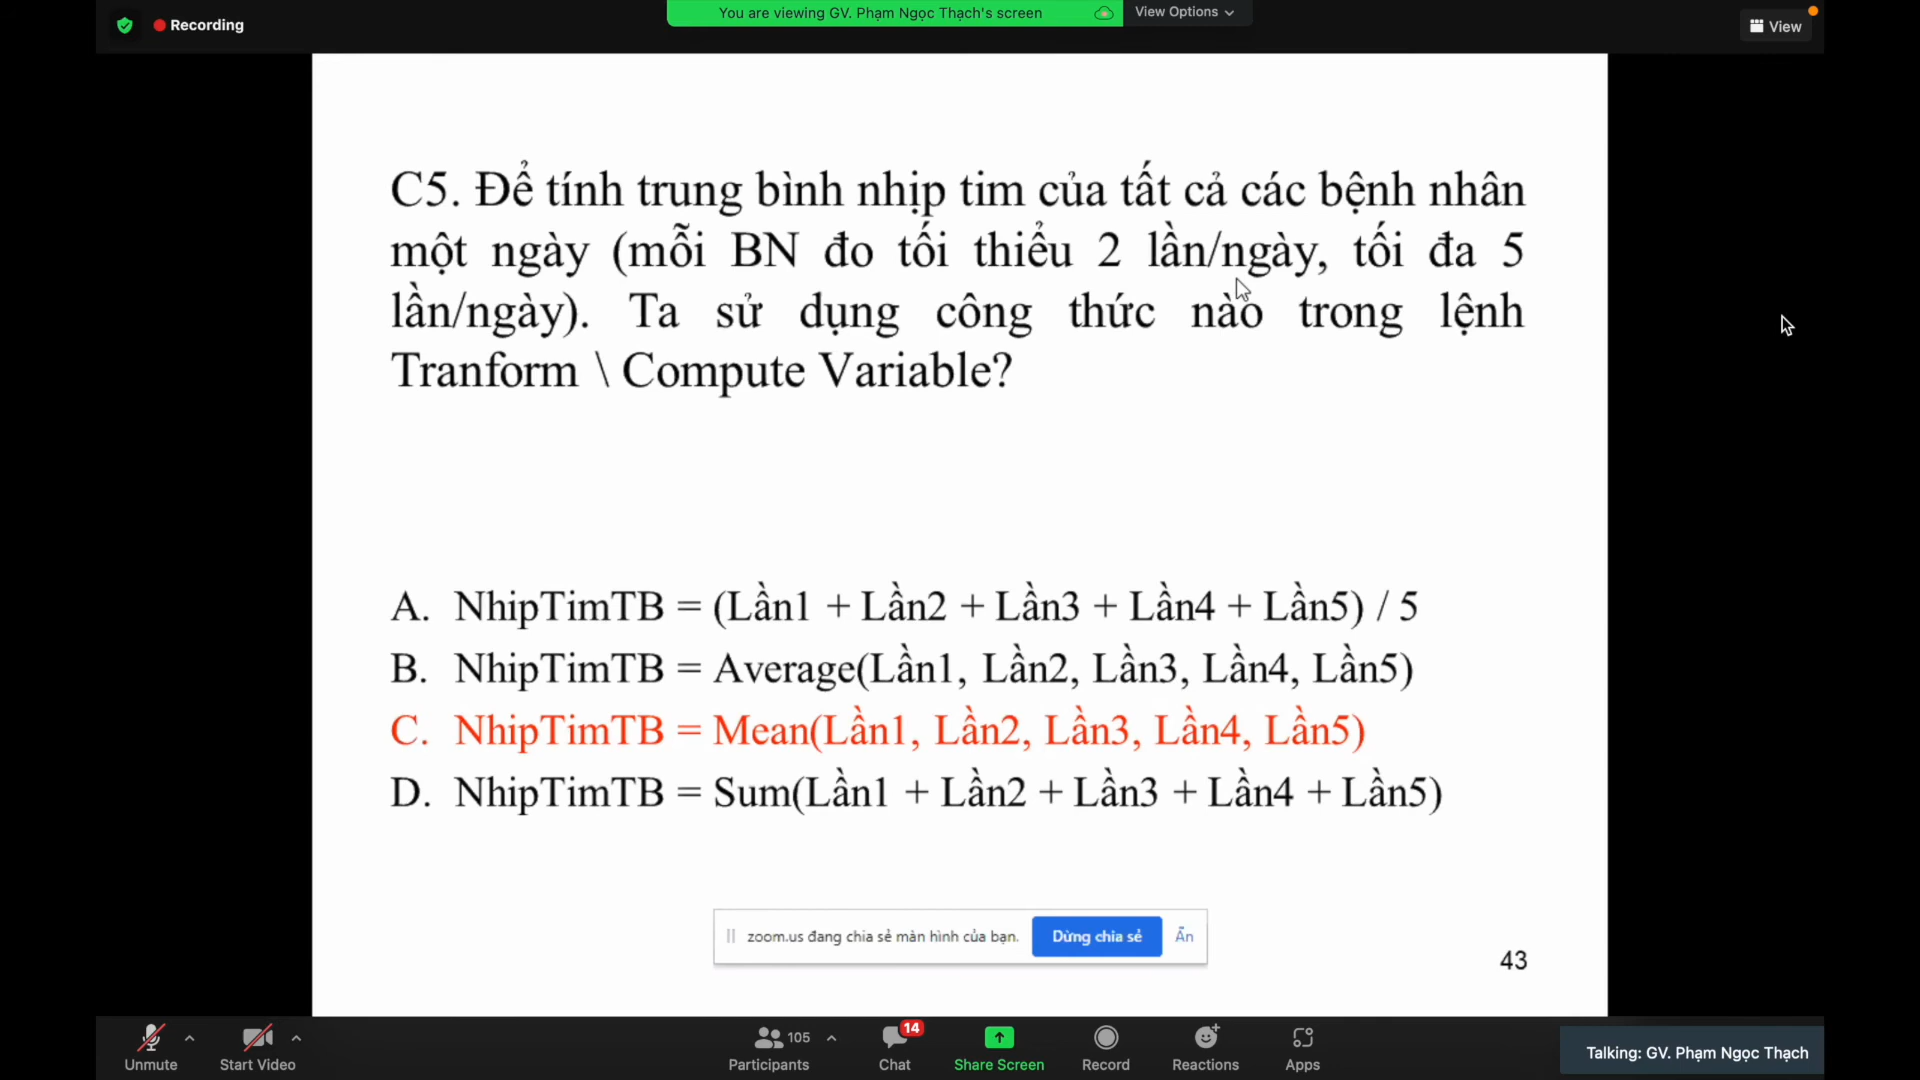 Recording
You are viewing GV. Phạm Ngọc Thạch's screen
View Options
View
C5. Để tính trung bình nhịp tim của tất cả các bệnh nhân
một ngày (mỗi BN đo tối thiểu 2 lần/ngày, tối đa 5
lần/ngày). Ta sử dụng công thức nào trong lệnh
Tranform \ Compute Variable?
A. NhipTimTB = (Lần1 + Lần2 + Lần3 + Lần4 + Lần5) / 5
B. NhipTimTB = Average(Lần1, Lần2, Lần3, Lần4, Lần5)
C. NhipTimTB = Mean(Lần1, Lần2, Lần3, Lần4, Lần5)
D. NhipTimTB = Sum(Lần1 + Lần2 + Lần3 + Lần4 + Lần5)
zoom.us đang chia sẻ màn hình của bạn.
Dừng chia sẻ
Ẩn
43
Unmute
Start Video
105
Participants
14
Chat
Share Screen
Record
Reactions
Apps
Talking: GV. Phạm Ngọc Thạch